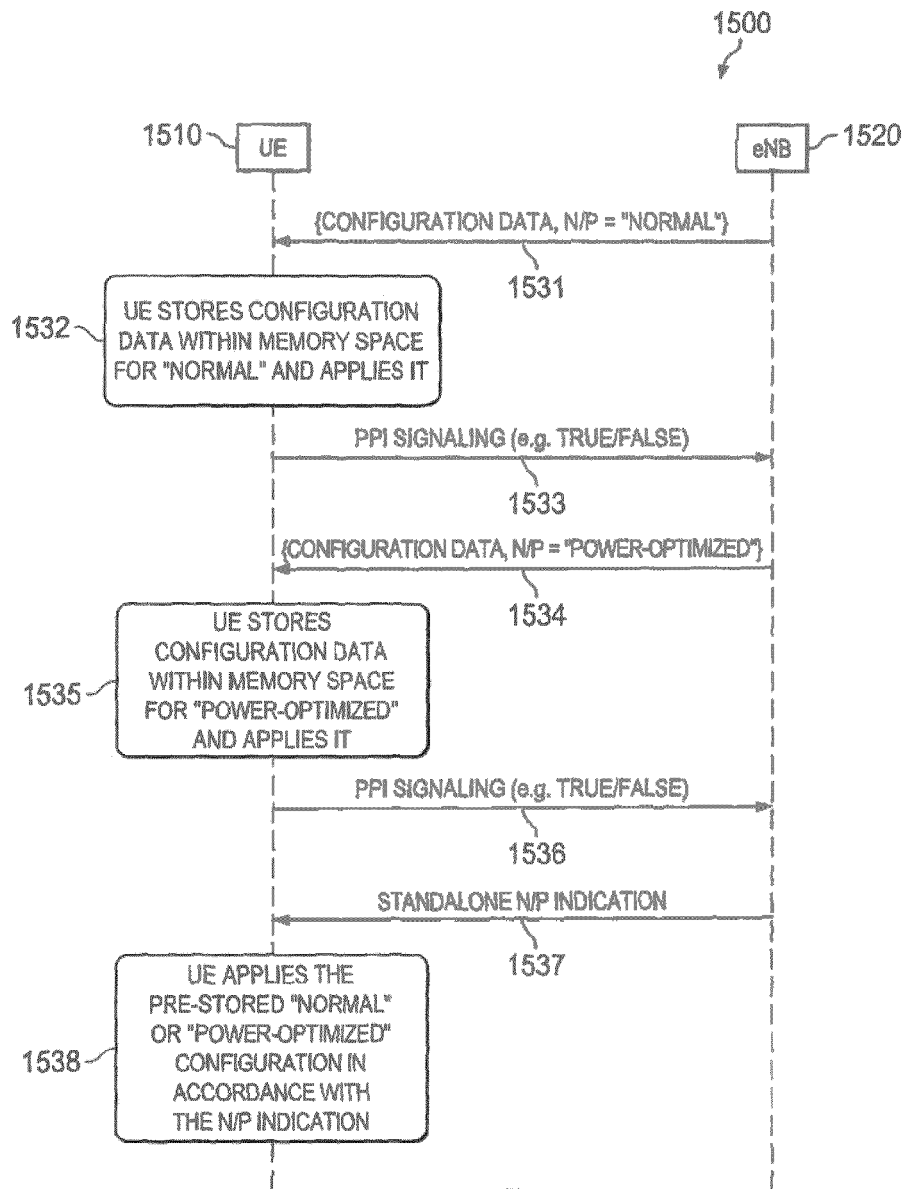 1500
1510
UE
eNB
1520
{CONFIGURATION DATA, N/P = "NORMAL"}
1531
1532
UE STORES CONFIGURATION
DATA WITHIN MEMORY SPACE
FOR "NORMAL" AND APPLIES IT
PPI SIGNALING (e.g. TRUE/FALSE)
1533
{CONFIGURATION DATA, N/P = "POWER-OPTIMIZED"}
1534
1535
UE STORES
CONFIGURATION DATA
WITHIN MEMORY SPACE
FOR "POWER-OPTIMIZED"
AND APPLIES IT
PPI SIGNALING (e.g. TRUE/FALSE)
1536
STANDALONE N/P INDICATION
1537
1538
UE APPLIES THE
PRE-STORED "NORMAL"
OR "POWER-OPTIMIZED"
CONFIGURATION IN
ACCORDANCE WITH
THE N/P INDICATION